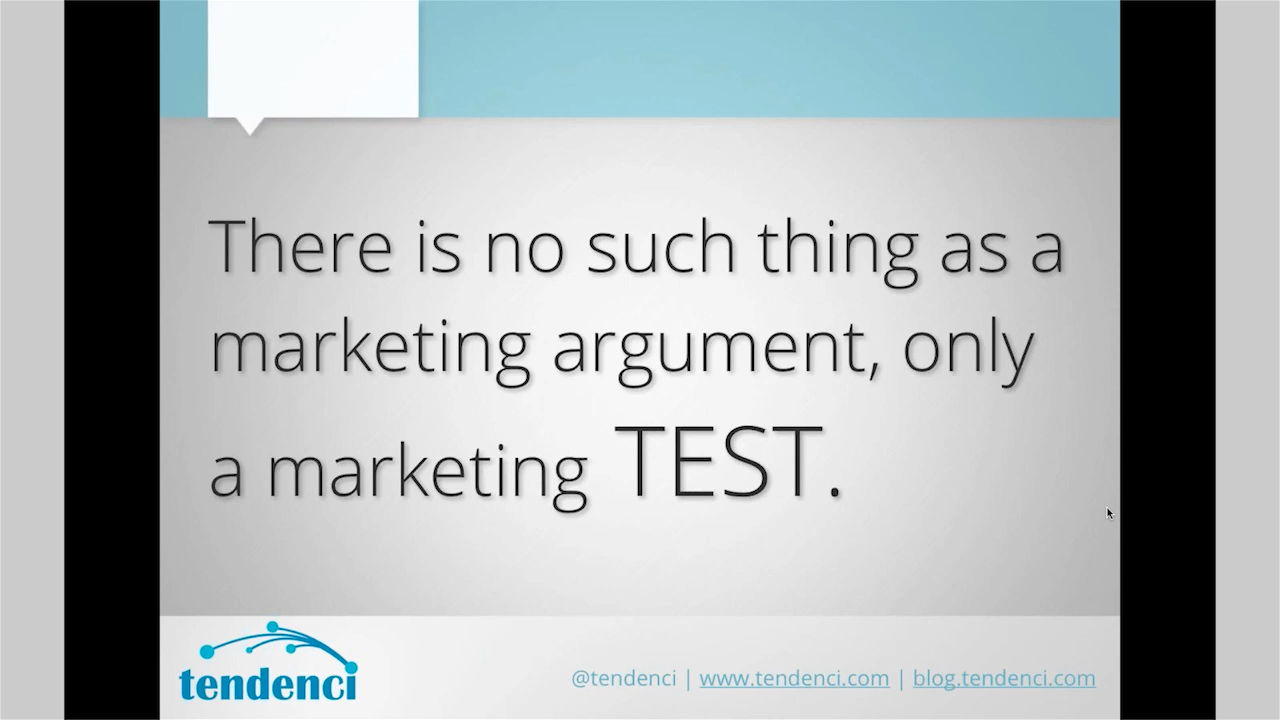 There is no such thing as a
marketing argument, only
a marketing TEST.
tendenci
@tendenci | www.tendenci.com | blog.tendenci.com